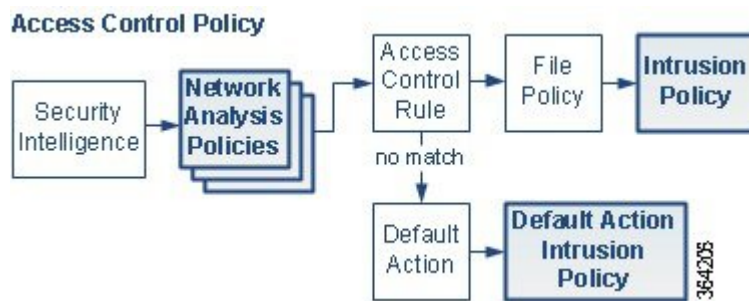 Access Control Policy
Security
Intelligence
Network
Analysis
Policies
Access
Control
Rule
File
Policy
Intrusion
Policy
no match
Default
Action
Default Action
Intrusion
Policy
364206